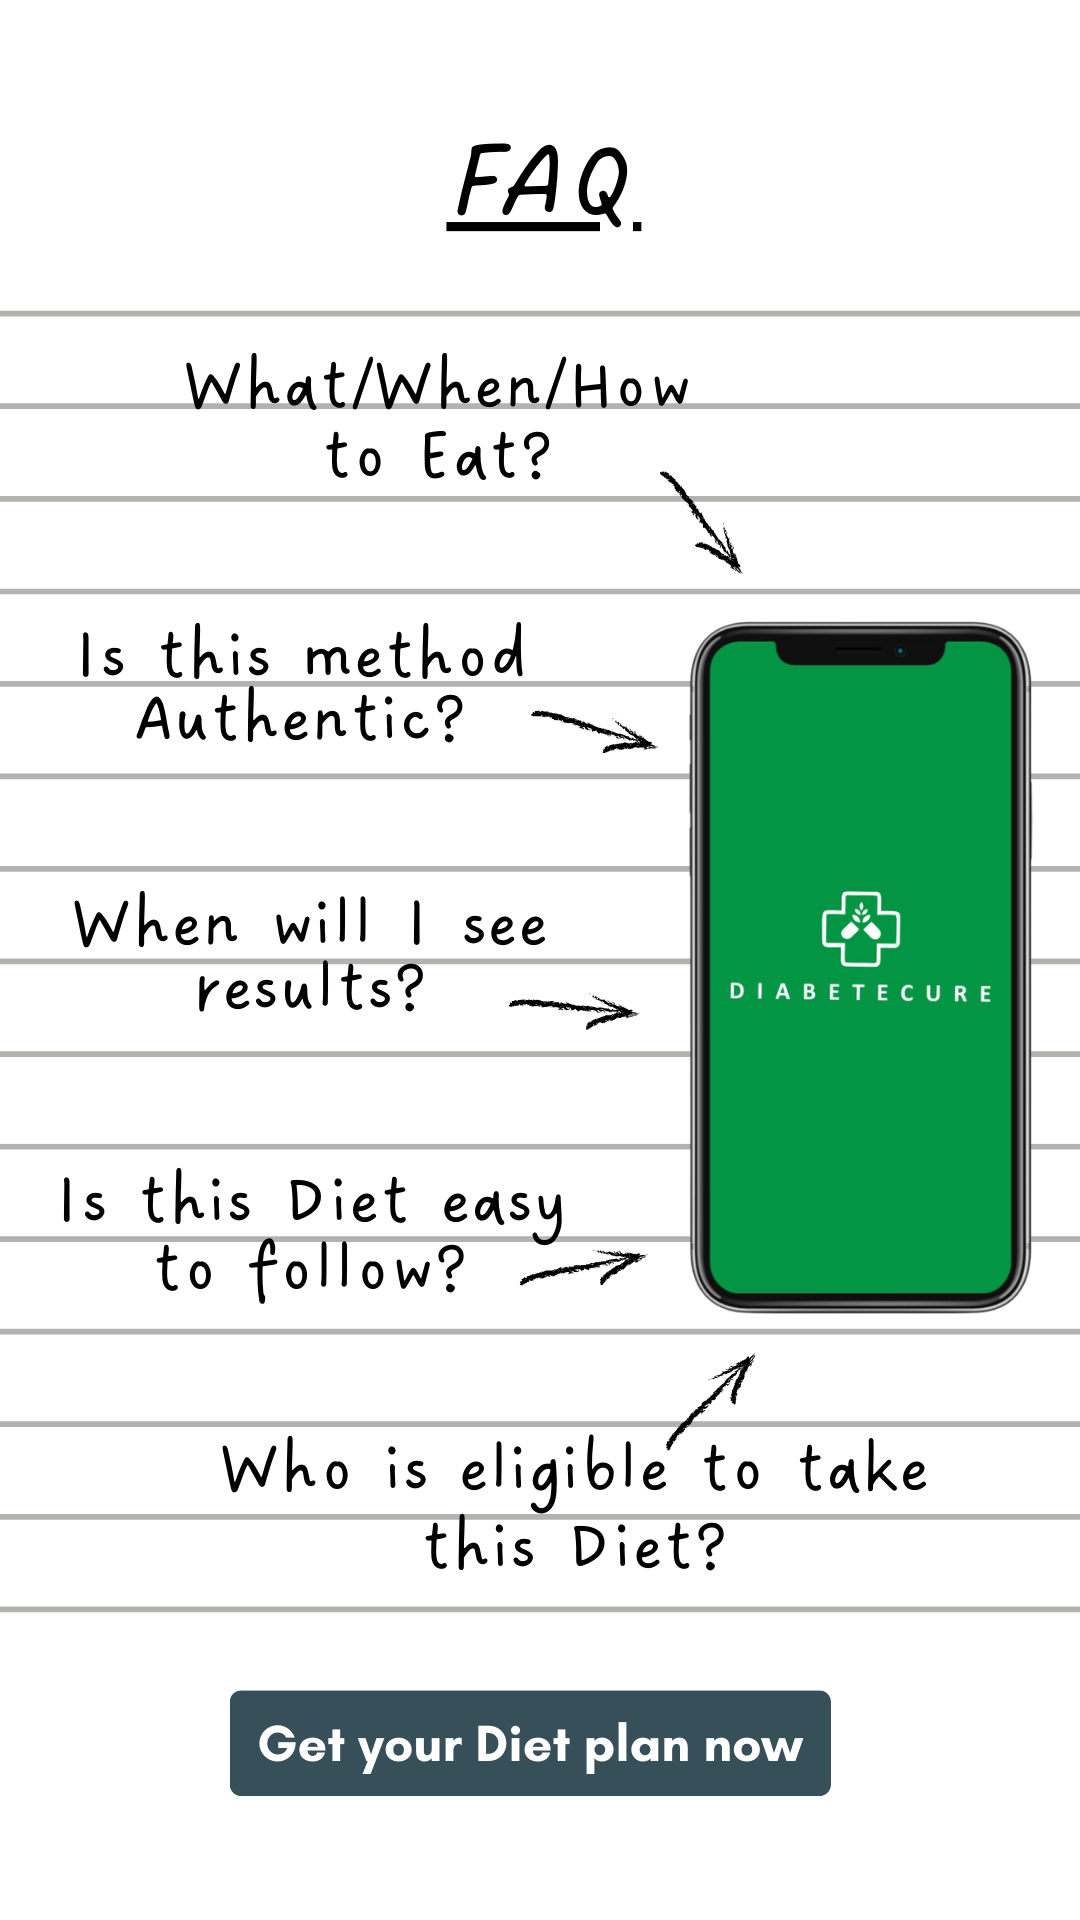 FAQ.
What/When/How
to Eat?
Is this method
Authentic?
When will I see
results?
DIABETECURE
Is this Diet easy
to follow?
Who is eligible to take
this Diet?
Get your Diet plan now